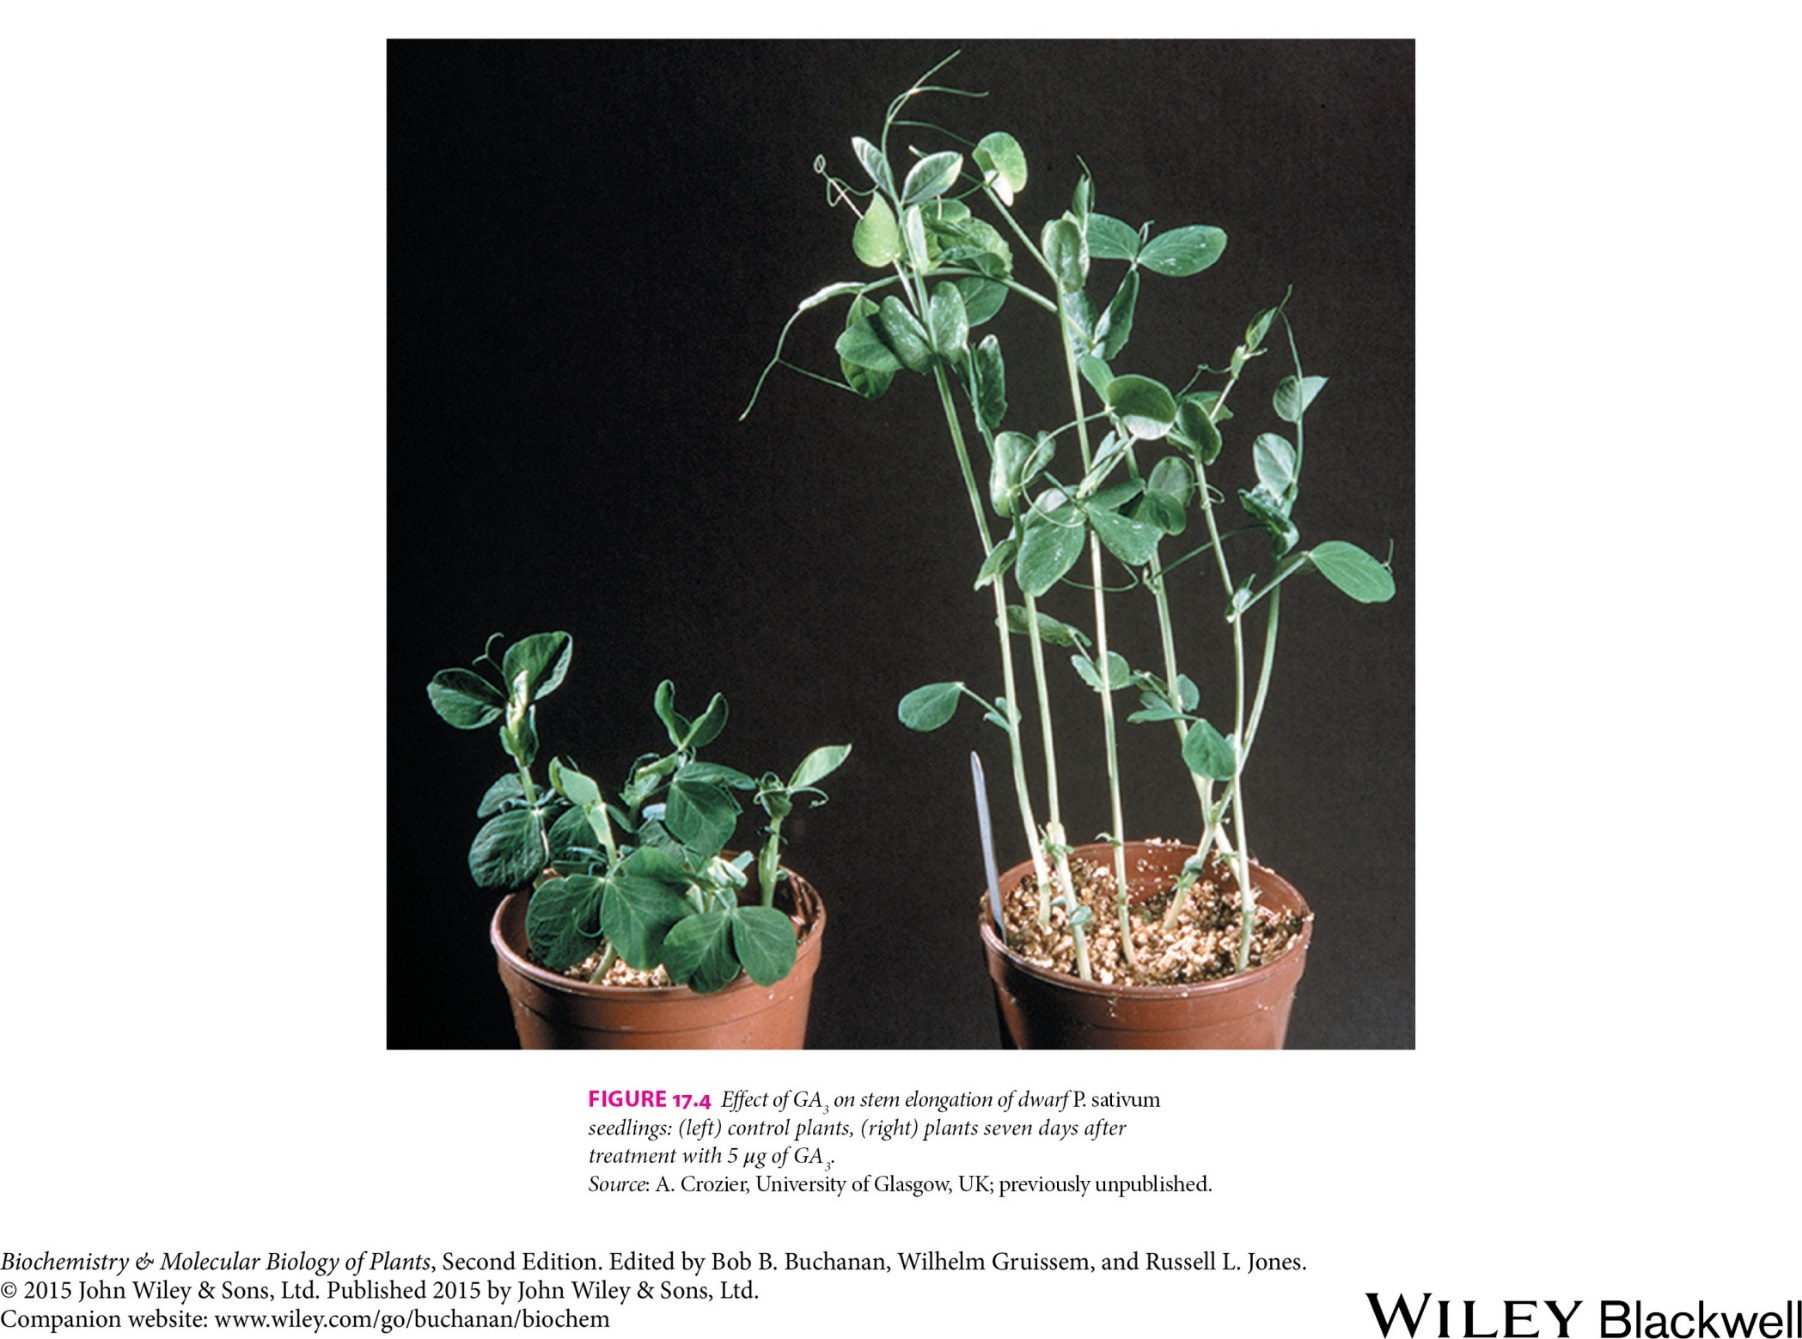 FIGURE 17.4 Effect of GA₃ on stem elongation of dwarf P. sativum
seedlings: (left) control plants, (right) plants seven days after
treatment with 5 µg of GA₃.
Source: A. Crozier, University of Glasgow, UK; previously unpublished.
Biochemistry & Molecular Biology of Plants, Second Edition. Edited by Bob B. Buchanan, Wilhelm Gruissem, and Russell L. Jones.
© 2015 John Wiley & Sons, Ltd. Published 2015 by John Wiley & Sons, Ltd.
Companion website: www.wiley.com/go/buchanan/biochem
WILEY Blackwell